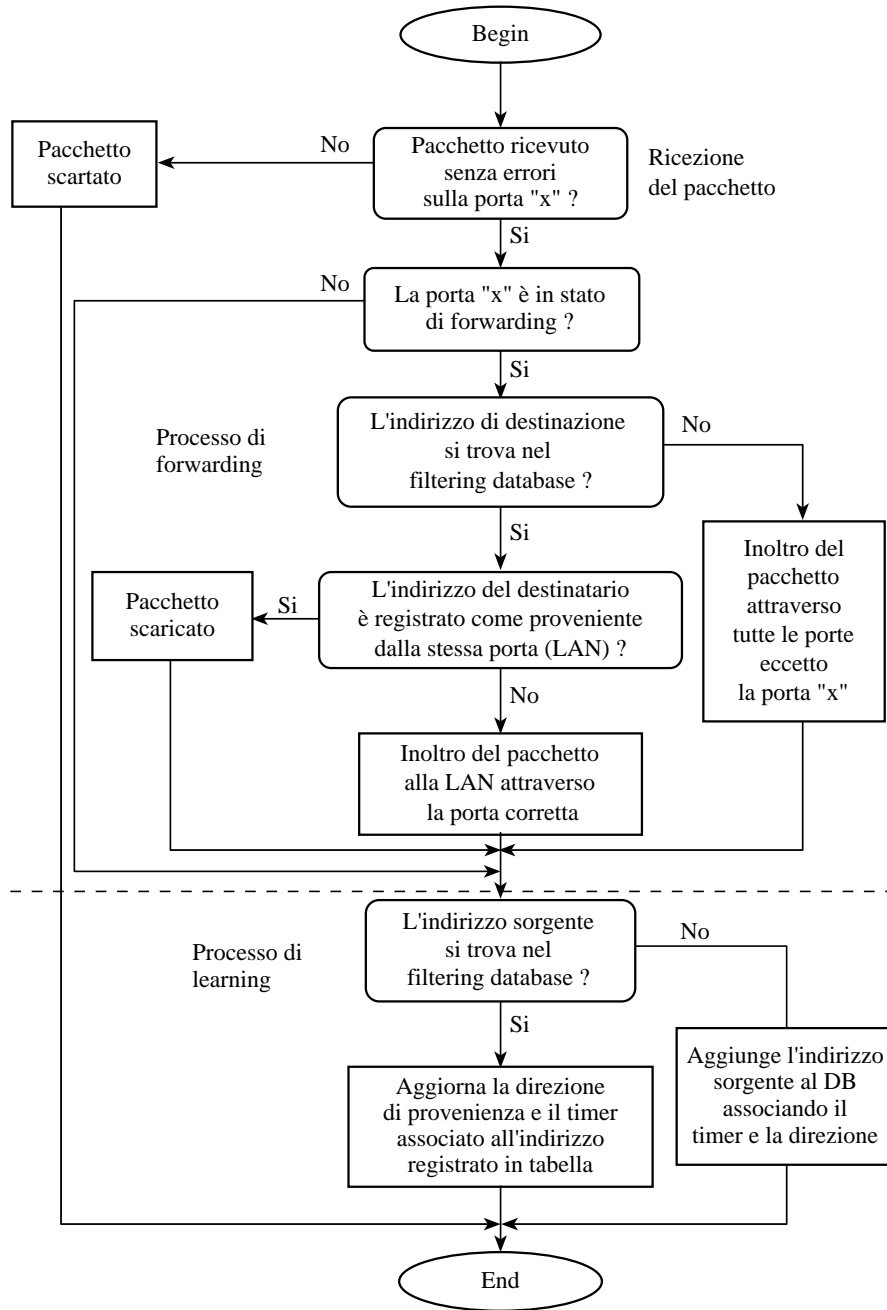 Begin
No
Pacchetto
scartato
Pacchetto ricevuto
senza errori
sulla porta "x" ?
Ricezione
del pacchetto
Si
No
La porta "x" è in stato
di forwarding ?
Si
Processo di
forwarding
L'indirizzo di destinazione
si trova nel
filtering database ?
No
Si
Inoltro del
pacchetto
attraverso
tutte le porte
eccetto
la porta "x"
Pacchetto
scaricato
Si
L'indirizzo del destinatario
è registrato come proveniente
dalla stessa porta (LAN) ?
No
Inoltro del pacchetto
alla LAN attraverso
la porta corretta
Processo di
learning
L'indirizzo sorgente
si trova nel
filtering database ?
No
Si
Aggiorna la direzione
di provenienza e il timer
associato all'indirizzo
registrato in tabella
Aggiunge l'indirizzo
sorgente al DB
associando il
timer e la direzione
End